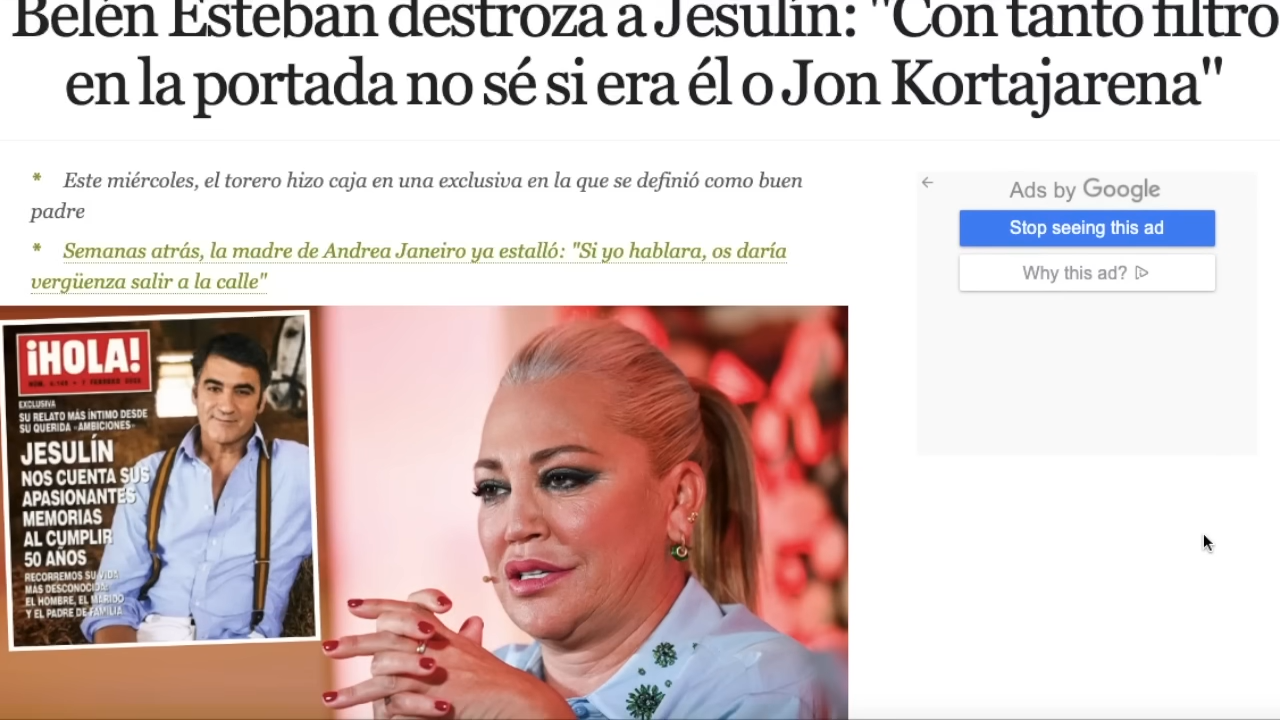 Belén Esteban destroza a Jesulín: "Con tanto filtro
en la portada no sé si era él o Jon Kortajarena"
* Este miércoles, el torero hizo caja en una exclusiva en la que se definió como buen
padre
* Semanas atrás, la madre de Andrea Janeiro ya estalló: "Si yo hablara, os daría
vergüenza salir a la calle"
Ads by Google
Stop seeing this ad
Why this ad?
¡HOLA!
EXCLUSIVA
SU RELATO MÁS ÍNTIMO DESDE
SU QUERIDA «AMBICIONES»
JESULÍN
NOS CUENTA SUS
APASIONANTES
MEMORIAS
AL CUMPLIR
50 AÑOS
RECORREMOS SU VIDA
MÁS DESCONOCIDA:
EL HOMBRE, EL MARIDO
Y EL PADRE DE FAMILIA